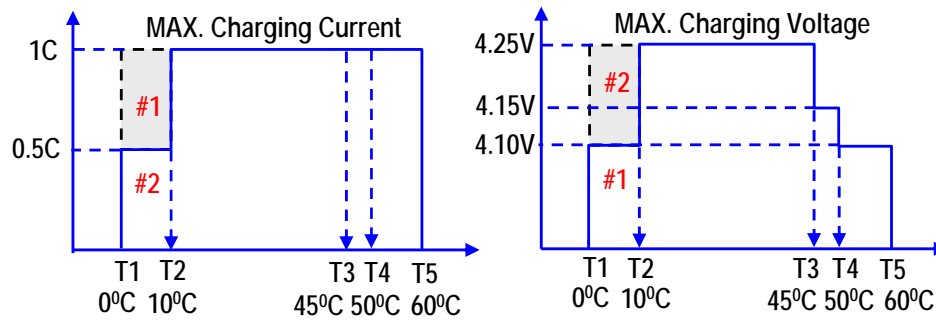 MAX. Charging Current
1C
#1
0.5C
#2
T1 T2 T3 T4 T5
0⁰C 10⁰C 45⁰C 50⁰C 60⁰C
MAX. Charging Voltage
4.25V
#2
4.15V
4.10V
#1
T1 T2 T3 T4 T5
0⁰C 10⁰C 45⁰C 50⁰C 60⁰C